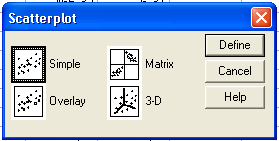 Scatterplot
Define
Simple
Matrix
Cancel
Overlay
3-D
Help